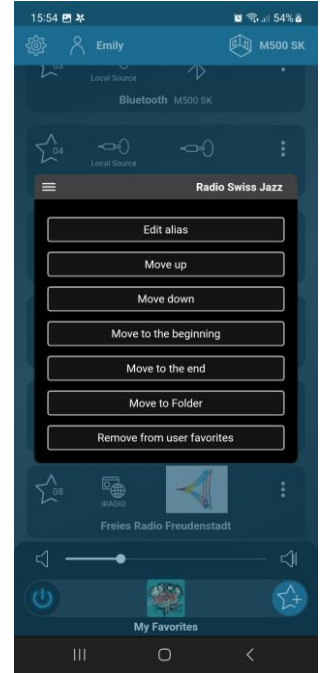 15:54 54%
Emily M500 SK
03
Local Source
Bluetooth M500 SK
04
Local Source
Radio Swiss Jazz
Edit alias
Move up
Move down
Move to the beginning
Move to the end
Move to Folder
Remove from user favorites
08
iRADIO
Freies Radio Freudenstadt
My Favorites